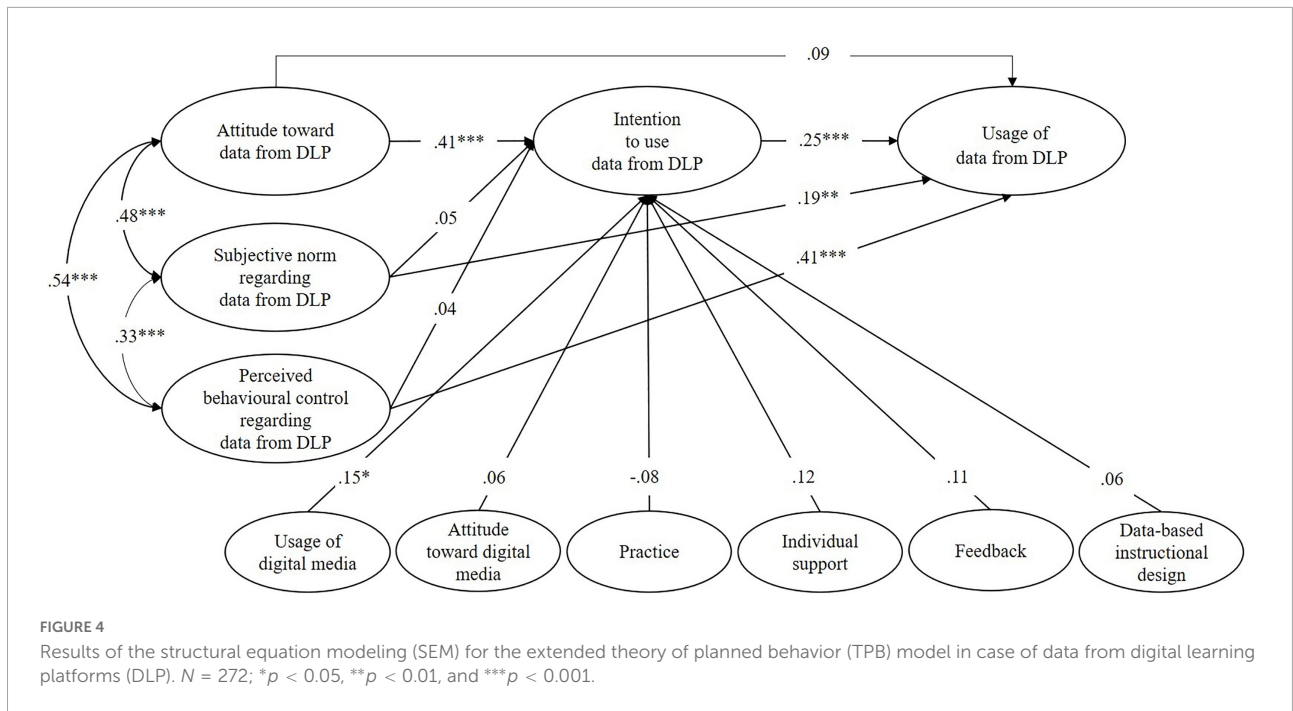 .09
Attitude toward
data from DLP
.41***
Intention
to use
data from DLP
.25***
Usage of
data from DLP
.48***
.05
.19**
Subjective norm
regarding
data from DLP
.54***
.41***
.04
.33***
Perceived
behavioural control
regarding
data from DLP
.15*
.06
-.08
.12
.11
.06
Usage of
digital media
Attitude
toward digital
media
Practice
Individual
support
Feedback
Data-based
instructional
design
FIGURE 4
Results of the structural equation modeling (SEM) for the extended theory of planned behavior (TPB) model in case of data from digital learning
platforms (DLP). N = 272; *p < 0.05, **p < 0.01, and ***p < 0.001.